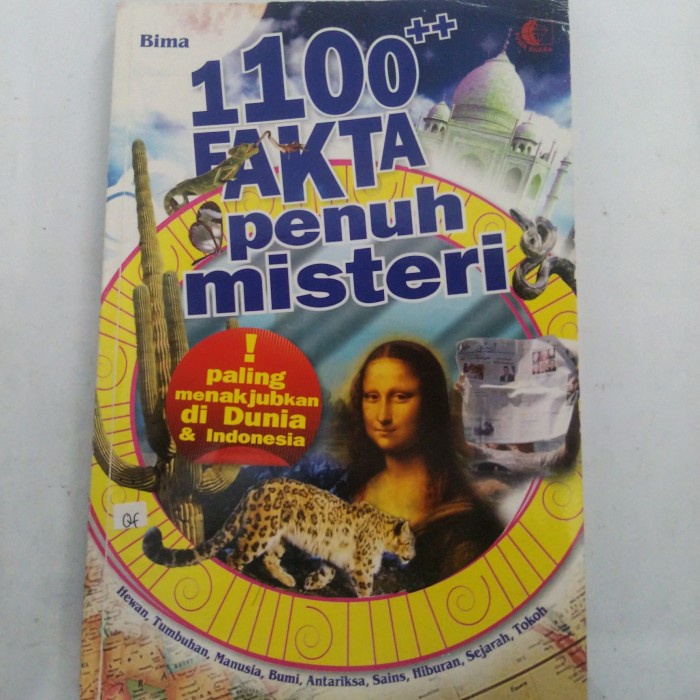 Bima
1100++
FAKTA
penuh
misteri
!
paling
menakjubkan
di Dunia
& Indonesia
Qf
Hewan, Tumbuhan, Manusia, Bumi, Antariksa, Sains, Hiburan, Sejarah, Tokoh